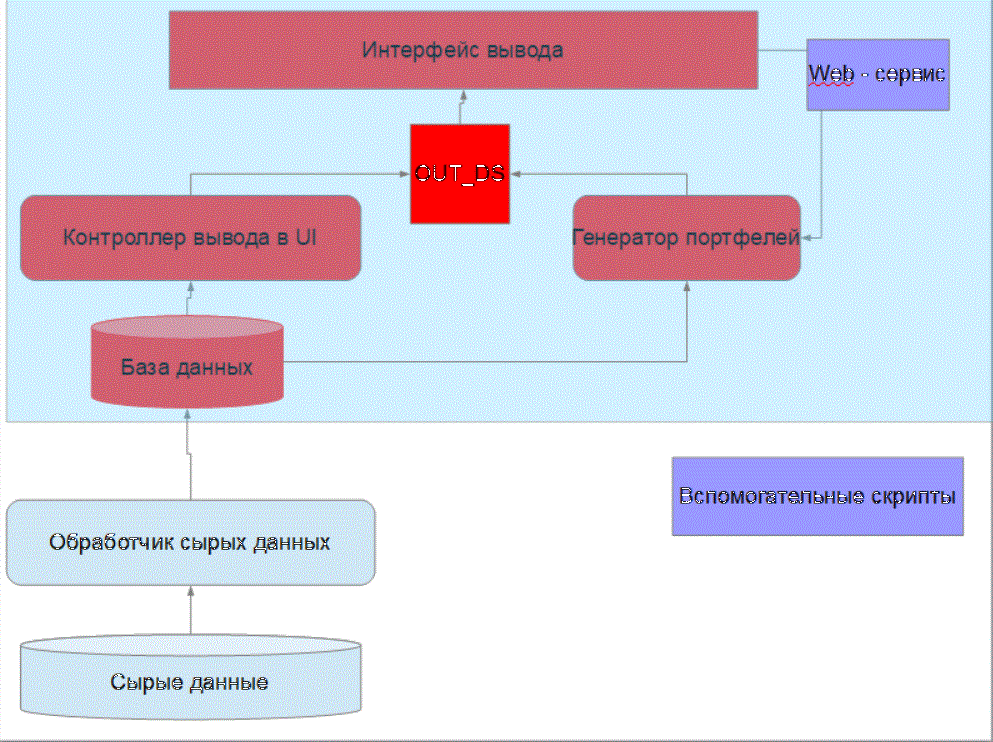 Интерфейс вывода
Web - сервис
OUT_DS
Контроллер вывода в UI
Генератор портфелей
База данных
Вспомогательные скрипты
Обработчик сырых данных
Сырые данные